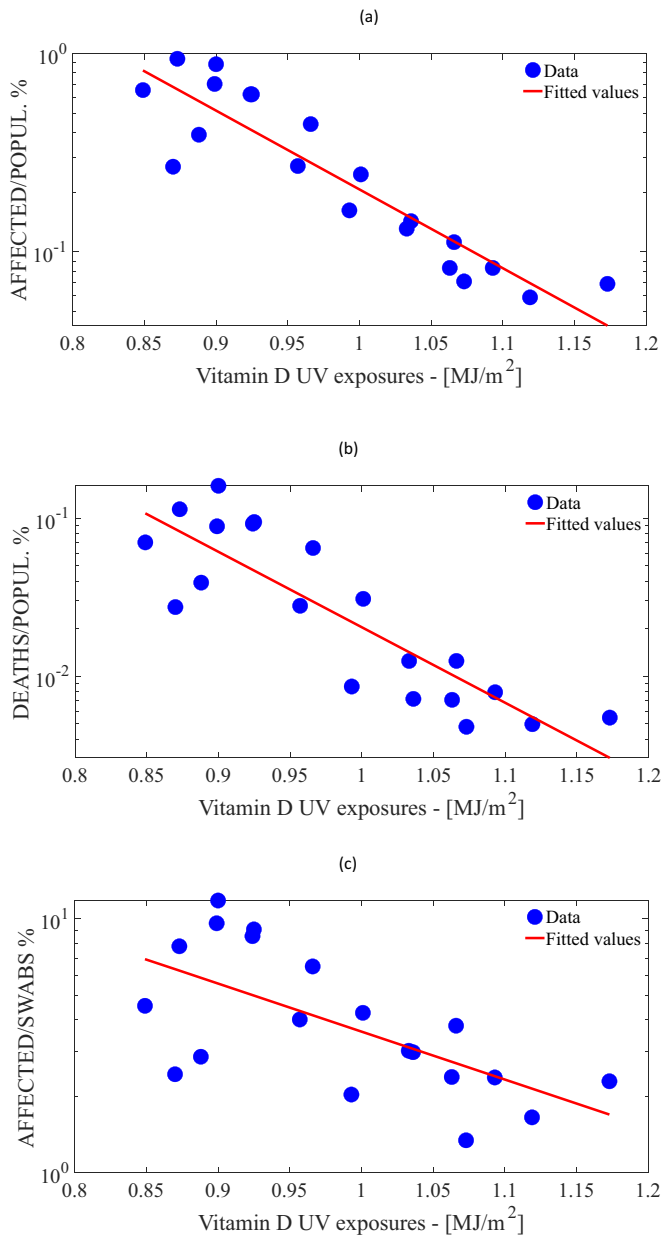 (a)
10^0
10^-1
AFFECTED/POPUL. %
Data
Fitted values
0.8 0.85 0.9 0.95 1 1.05 1.1 1.15 1.2
Vitamin D UV exposures - [MJ/m^2]
(b)
10^-1
10^-2
DEATHS/POPUL. %
Data
Fitted values
0.8 0.85 0.9 0.95 1 1.05 1.1 1.15 1.2
Vitamin D UV exposures - [MJ/m^2]
(c)
10^1
10^0
AFFECTED/SWABS %
Data
Fitted values
0.8 0.85 0.9 0.95 1 1.05 1.1 1.15 1.2
Vitamin D UV exposures - [MJ/m^2]